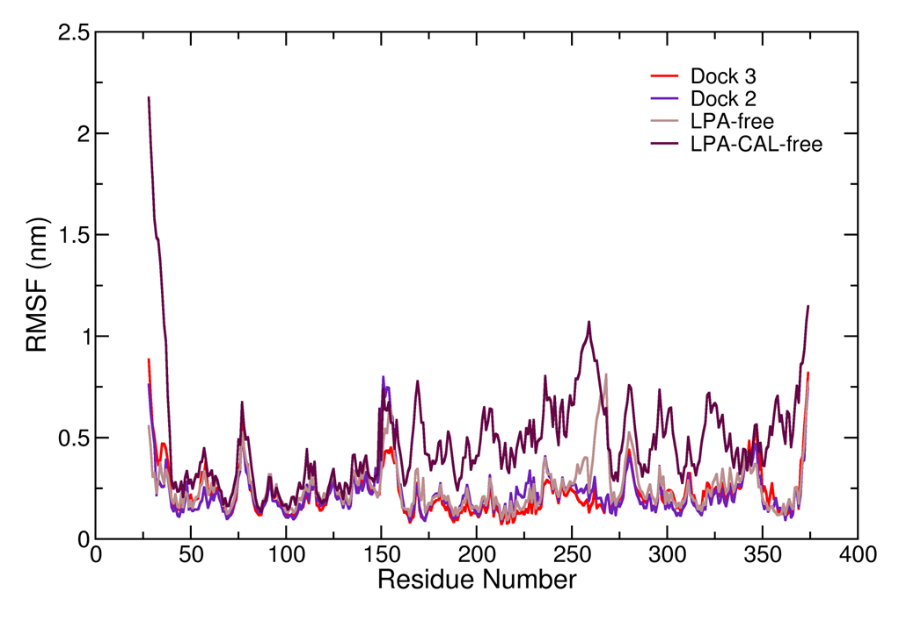 2.5
2
1.5
1
0.5
0
0 50 100 150 200 250 300 350 400
RMSF (nm)
Residue Number
Dock 3
Dock 2
LPA-free
LPA-CAL-free